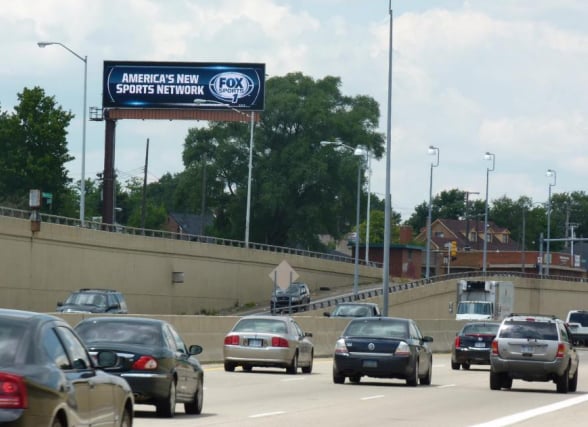 AMERICA'S NEW
SPORTS NETWORK
FOX
SPORTS
1